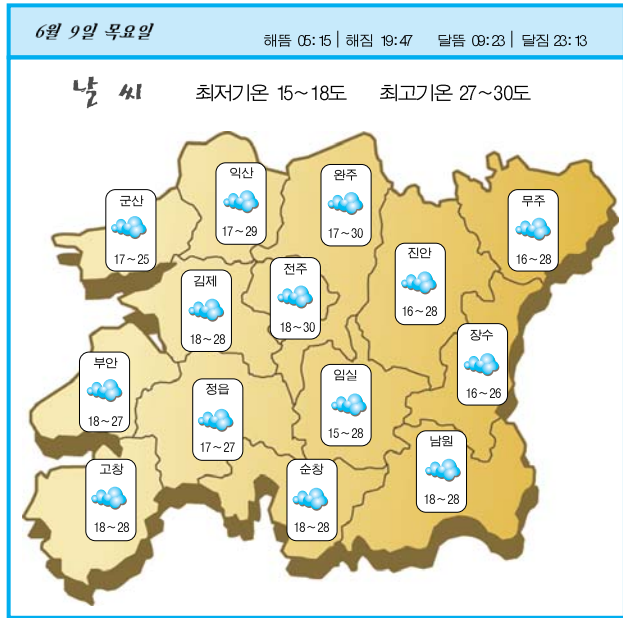 6월 9일 목요일
해뜸 05:15 | 해짐 19:47 달뜸 09:23 | 달짐 23:13
날 씨 최저기온 15~18도 최고기온 27~30도
익산
17~29
완주
17~30
무주
16~28
군산
17~25
진안
16~28
전주
18~30
김제
18~28
장수
16~26
부안
18~27
임실
15~28
정읍
17~27
남원
18~28
고창
18~28
순창
18~28